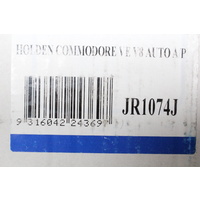 HOLDEN COMMODORE VE V8 AUTO A P
JR1074J
9 316042 243697